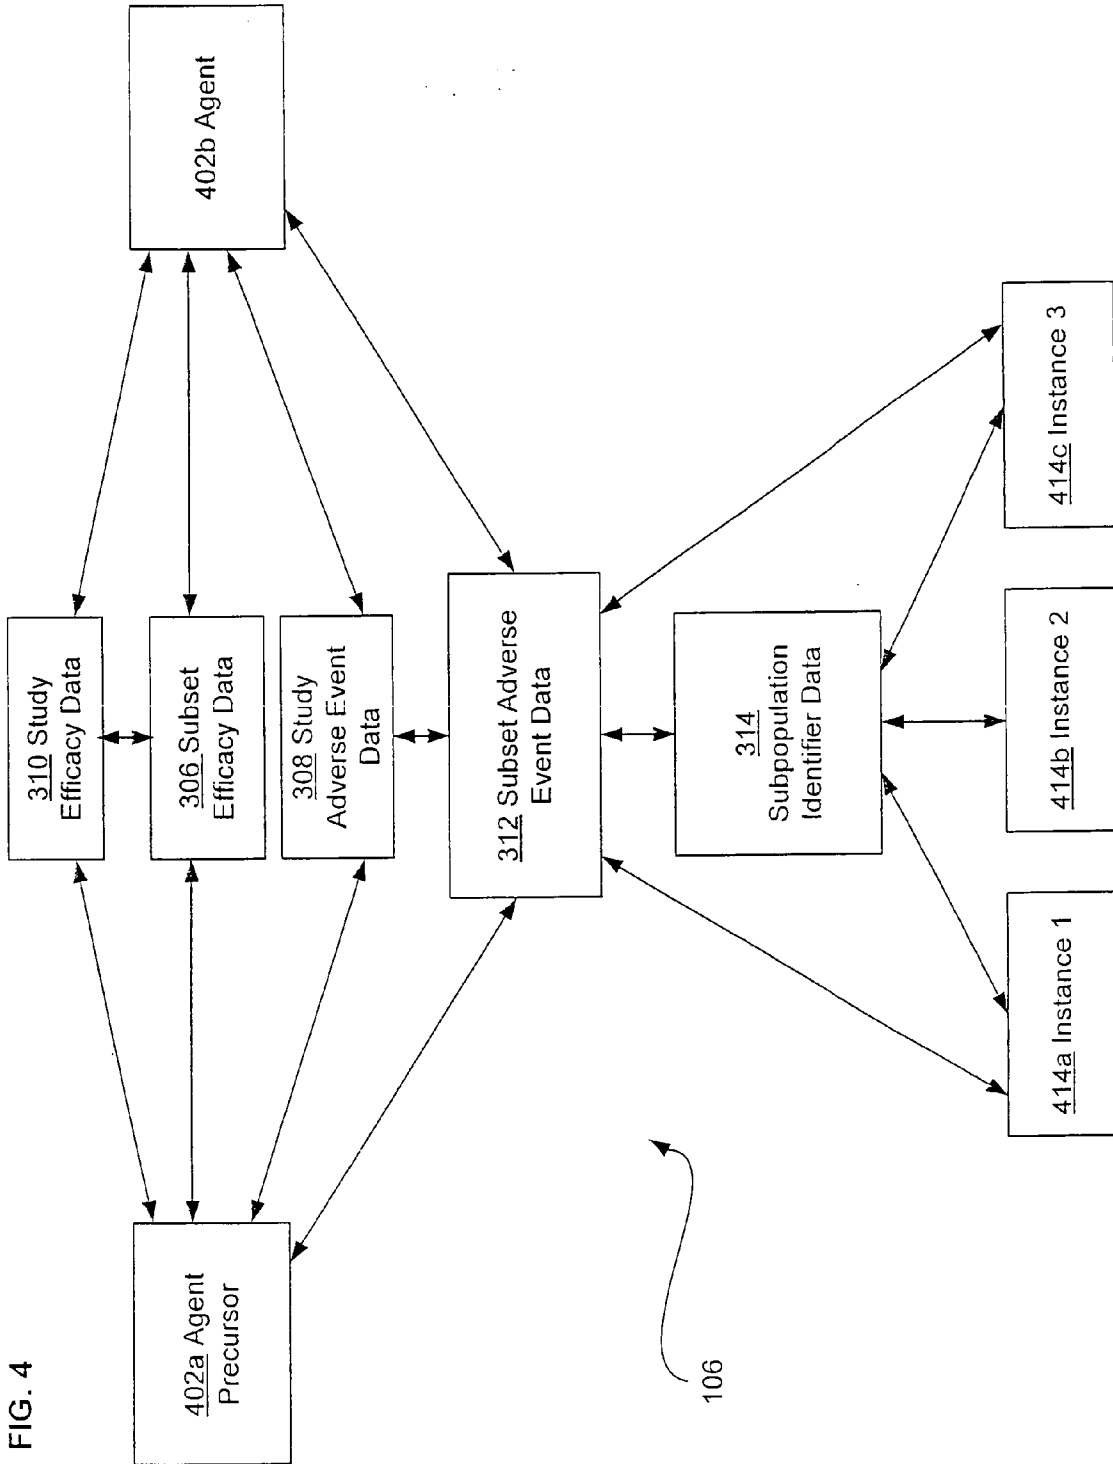 FIG. 4
310 Study
Efficacy Data
402a Agent
Precursor
306 Subset
Efficacy Data
402b Agent
308 Study
Adverse Event
Data
312 Subset Adverse
Event Data
314
Subpopulation
Identifier Data
106
414a Instance 1
414b Instance 2
414c Instance 3